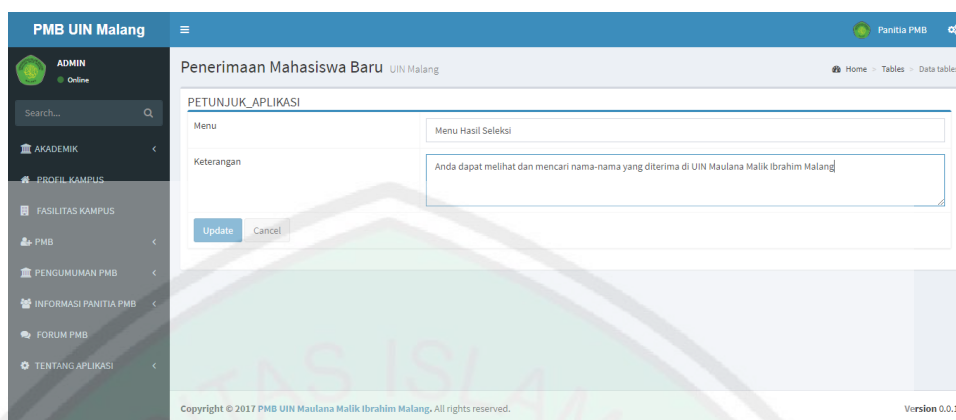 PMB UIN Malang
Panitia PMB
ADMIN
Online
Penerimaan Mahasiswa Baru UIN Malang
Home > Tables > Data tables
Search...
PETUNJUK_APLIKASI
Menu
Menu Hasil Seleksi
AKADEMIK
Keterangan
Anda dapat melihat dan mencari nama-nama yang diterima di UIN Maulana Malik Ibrahim Malang
PROFIL KAMPUS
FASILITAS KAMPUS
Update Cancel
PMB
PENGUMUMAN PMB
INFORMASI PANITIA PMB
FORUM PMB
TENTANG APLIKASI
Copyright © 2017 PMB UIN Maulana Malik Ibrahim Malang. All rights reserved.
Version 0.0.1